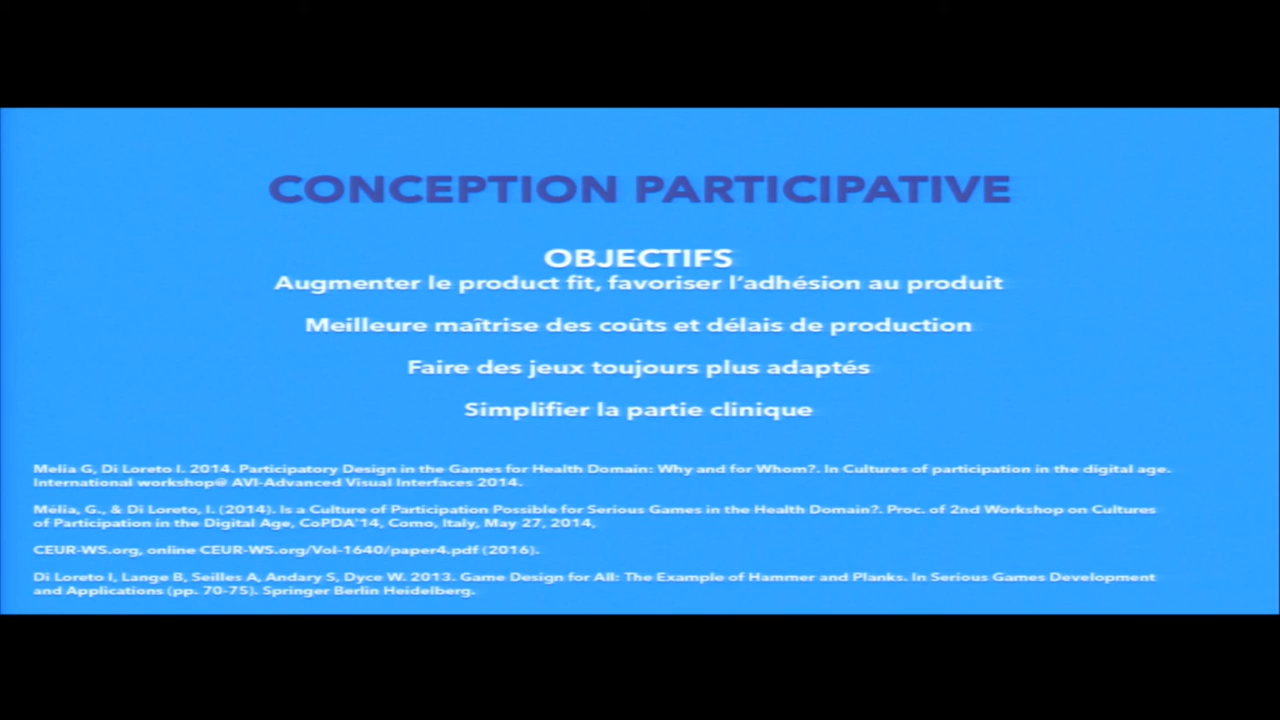 CONCEPTION PARTICIPATIVE
OBJECTIFS
Augmenter le product fit, favoriser l'adhésion au produit
Meilleure maîtrise des coûts et délais de production
Faire des jeux toujours plus adaptés
Simplifier la partie clinique
Melia G, Di Loreto I. 2014. Participatory Design in the Games for Health Domain: Why and for Whom?. In Cultures of participation in the digital age.
International workshop@ AVI-Advanced Visual Interfaces 2014.
Mélia, G., & Di Loreto, I. (2014). Is a Culture of Participation Possible for Serious Games in the Health Domain?. Proc. of 2nd Workshop on Cultures
of Participation in the Digital Age, CoPDA'14, Como, Italy, May 27, 2014,
CEUR-WS.org, online CEUR-WS.org/Vol-1640/paper4.pdf (2016).
Di Loreto I, Lange B, Seilles A, Andary S, Dyce W. 2013. Game Design for All: The Example of Hammer and Planks. In Serious Games Development
and Applications (pp. 70-75). Springer Berlin Heidelberg.